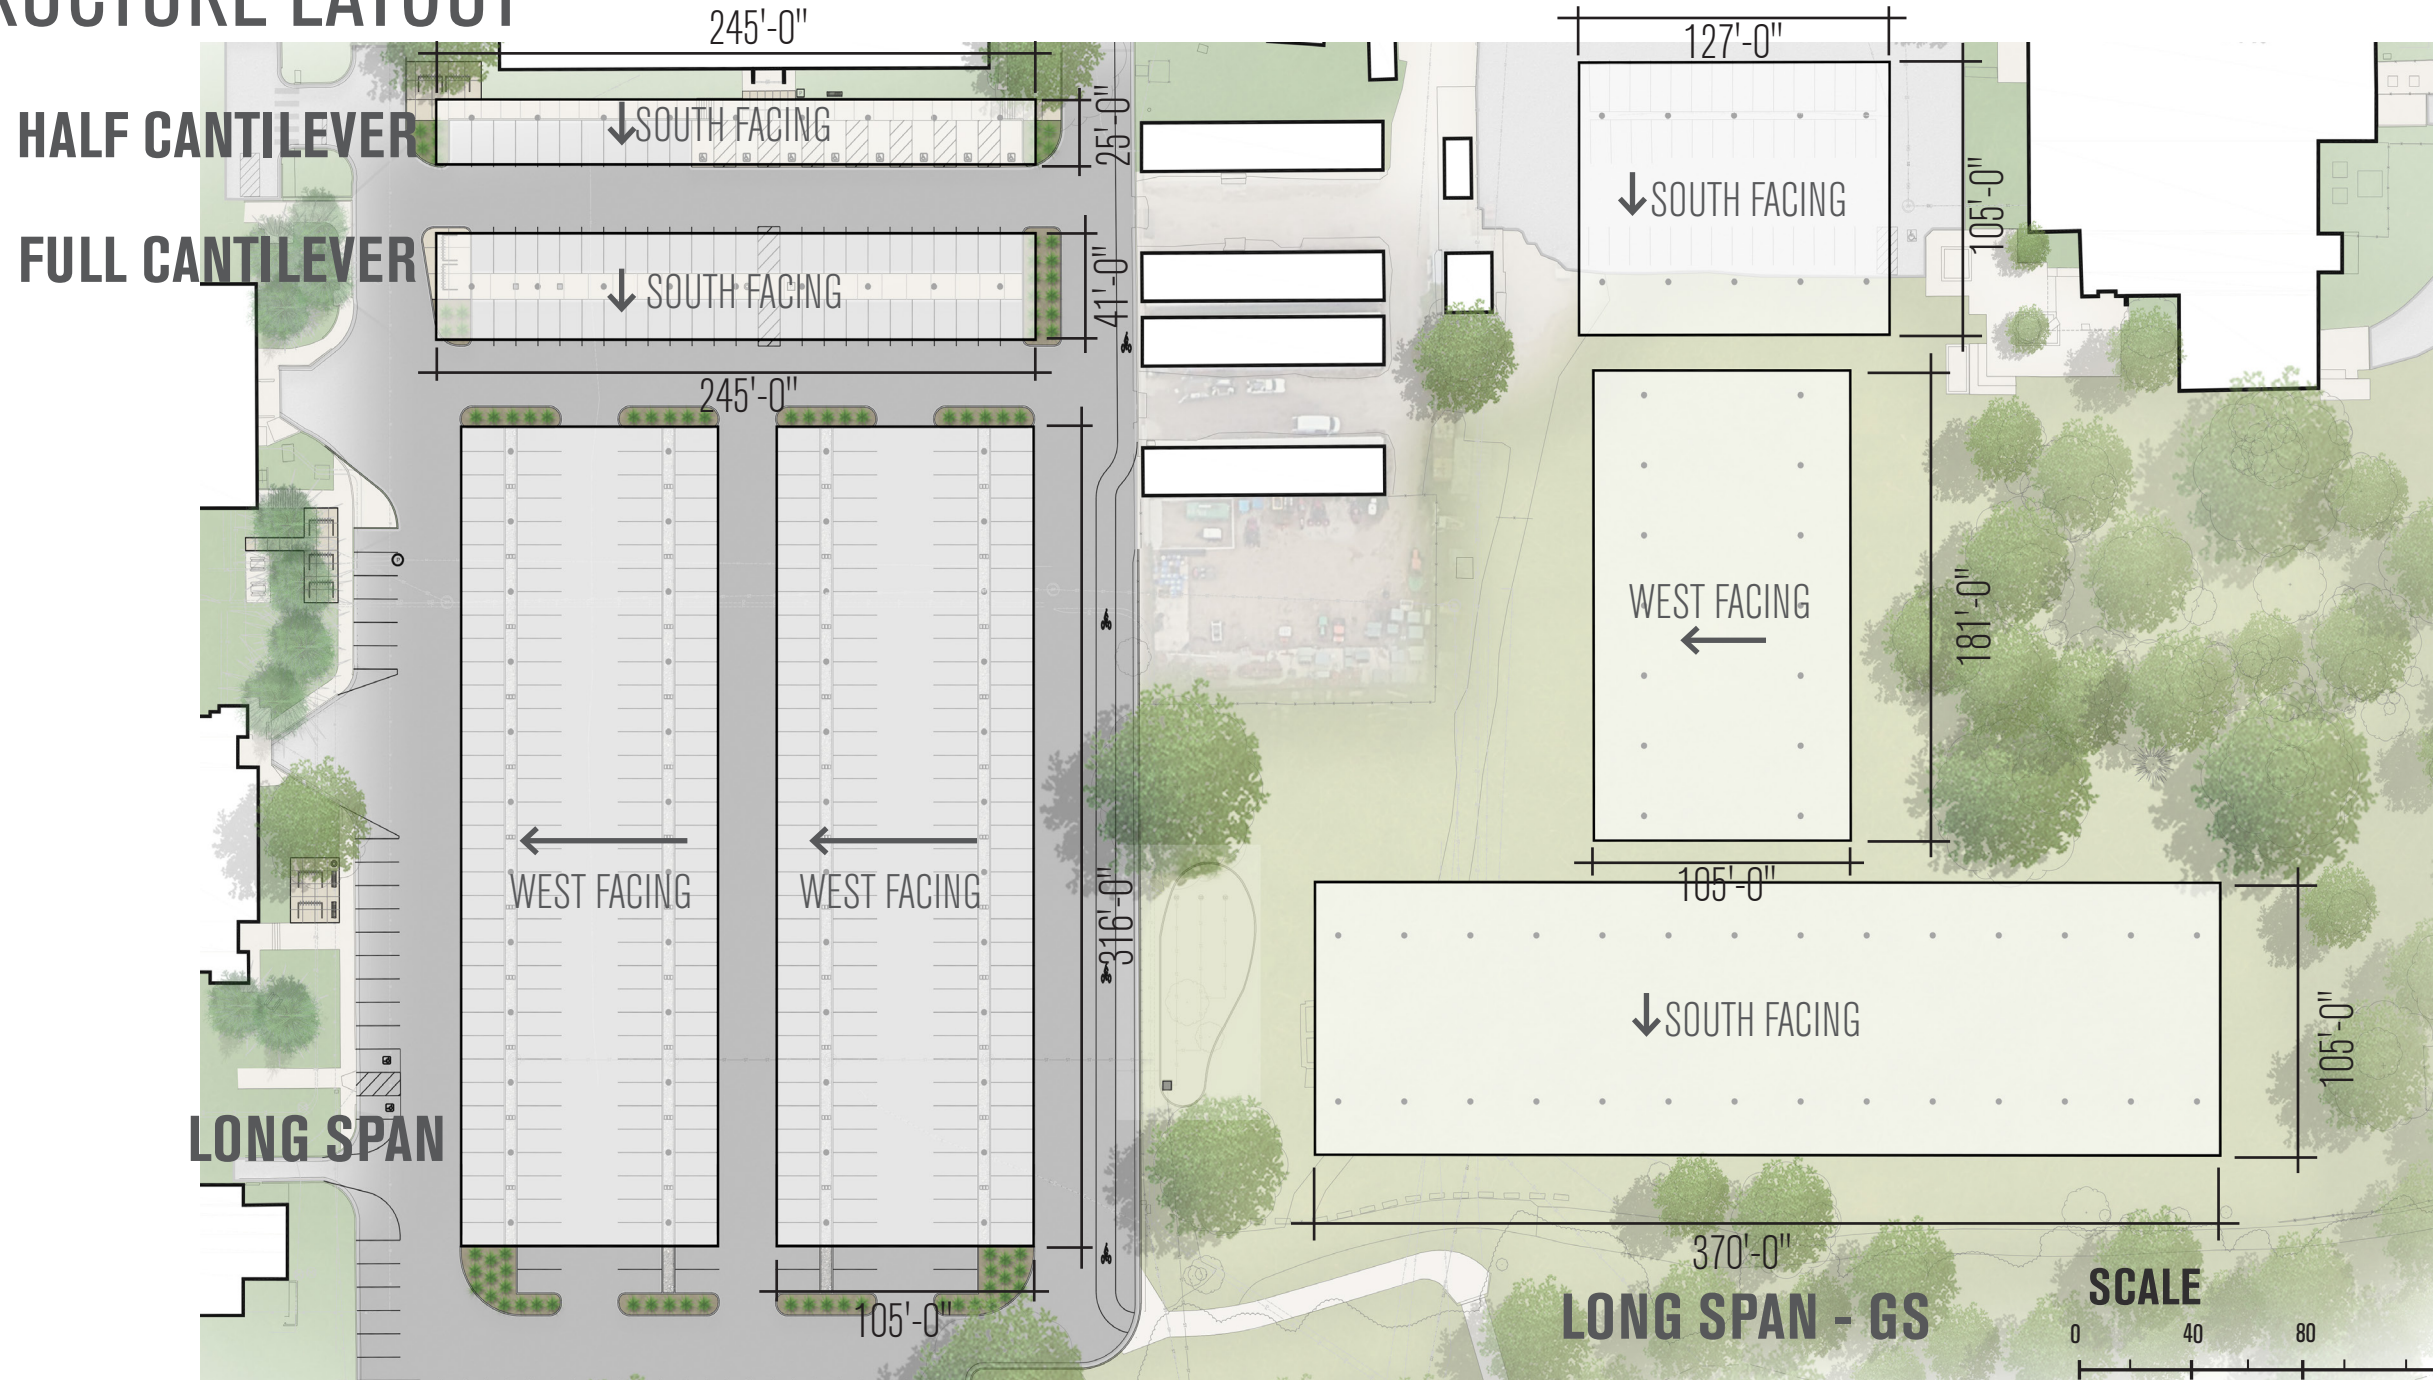 RUCTURE LAYOUT
245'-0"
127'-0"
HALF CANTILEVER
SOUTH FACING
25'-0"
SOUTH FACING
105'-0"
FULL CANTILEVER
SOUTH FACING
41'-0"
245'-0"
WEST FACING
181'-0"
WEST FACING
WEST FACING
316'-0"
105'-0"
SOUTH FACING
105'-0"
LONG SPAN
370'-0"
105'-0"
LONG SPAN - GS
SCALE
0 40 80